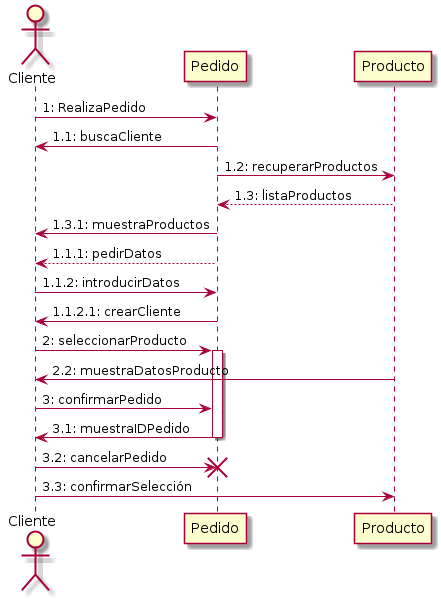 Cliente
Pedido
Producto
1: RealizaPedido
1.1: buscaCliente
1.2: recuperarProductos
1.3: listaProductos
1.3.1: muestraProductos
1.1.1: pedirDatos
1.1.2: introducirDatos
1.1.2.1: crearCliente
2: seleccionarProducto
2.2: muestraDatosProducto
3: confirmarPedido
3.1: muestraIDPedido
3.2: cancelarPedido
3.3: confirmarSelección
Cliente
Pedido
Producto